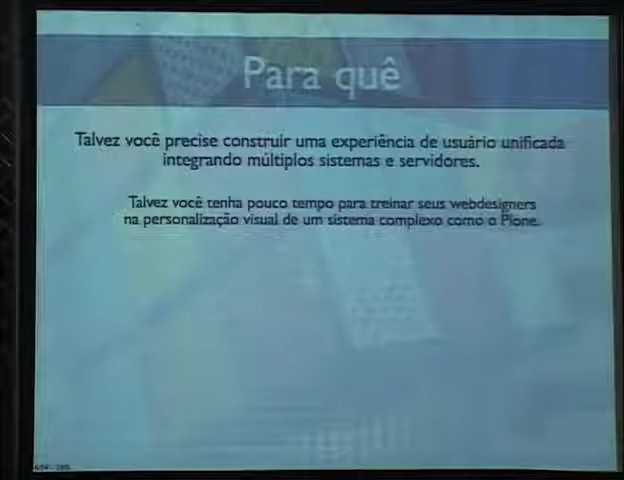 Para quê
Talvez você precise construir uma experiência de usuário unificada
integrando múltiplos sistemas e servidores.
Talvez você tenha pouco tempo para treinar seus webdesigners
na personalização visual de um sistema complexo como o Plone.